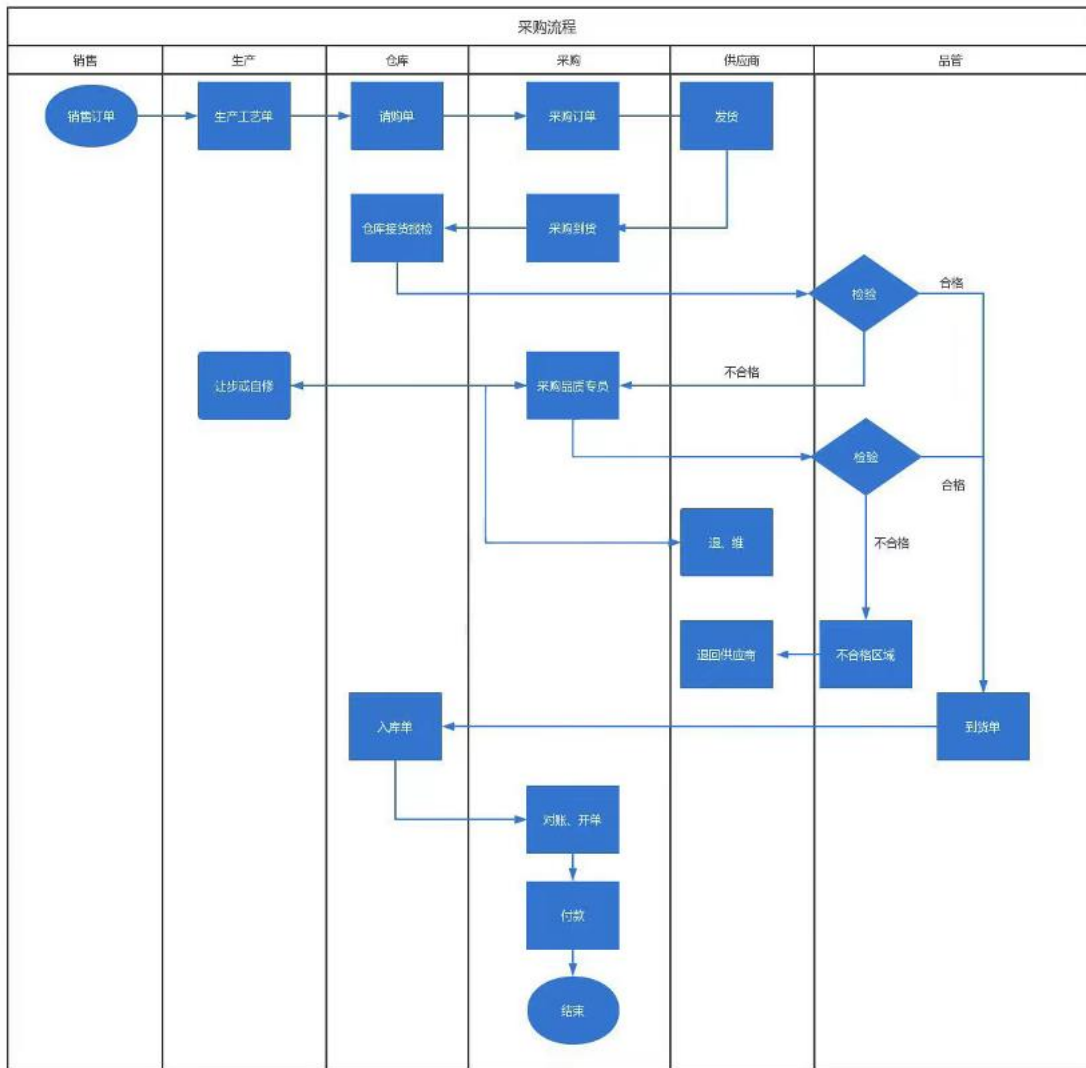 采购流程
销售
生产
仓库
采购
供应商
品管
销售订单
生产工艺单
请购单
采购订单
发货
仓库接货报检
采购到货
检验
合格
不合格
让步或自修
采购品质专员
检验
合格
退、维
不合格
退回供应商
不合格区域
入库单
到货单
对账、开单
付款
结束